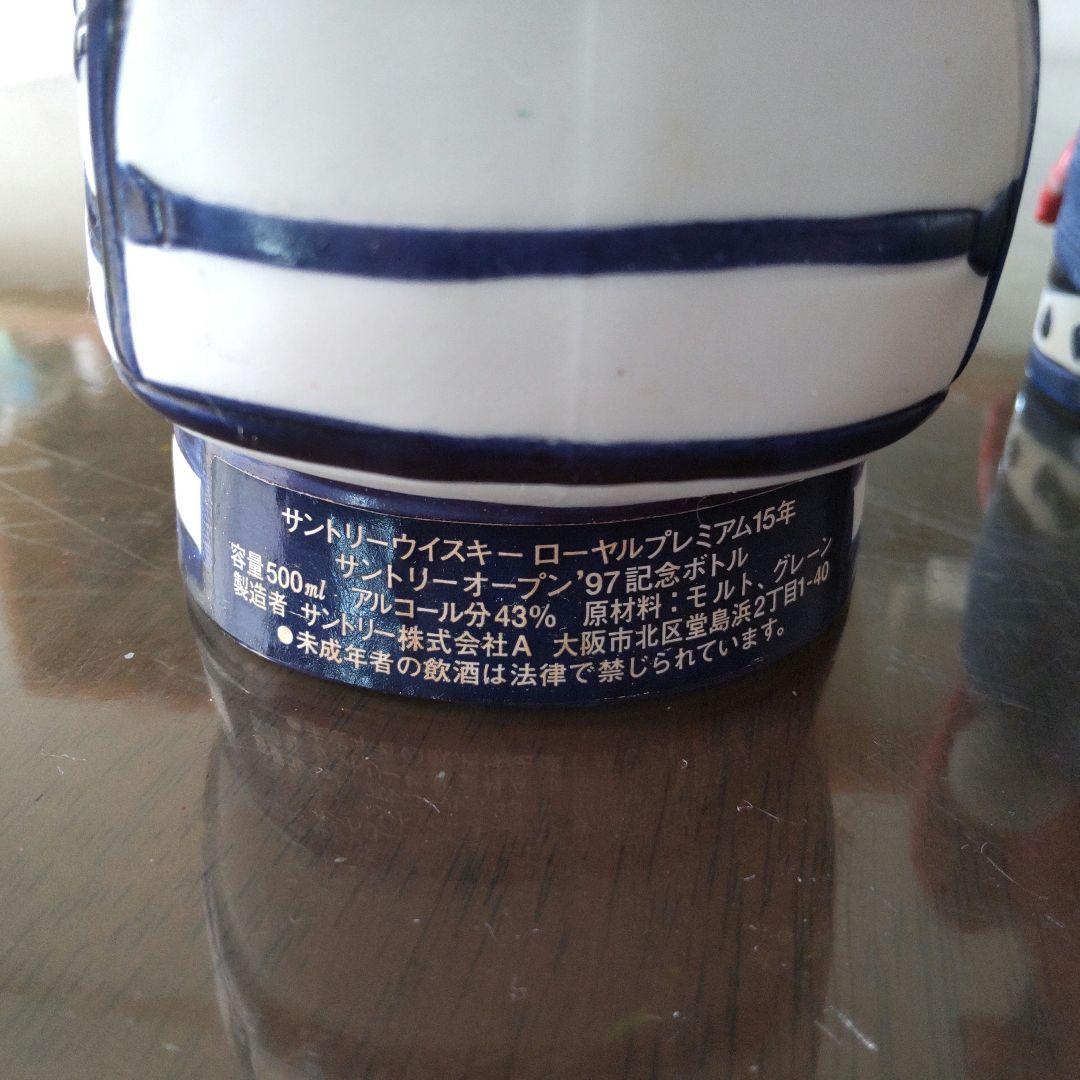 サントリーウイスキー ローヤルプレミアム15年
サントリーオープン'97記念ボトル
容量500ml アルコール分43% 原材料：モルト、グレーン
製造者 サントリー株式会社A 大阪市北区堂島浜2丁目1-40
●未成年者の飲酒は法律で禁じられています。